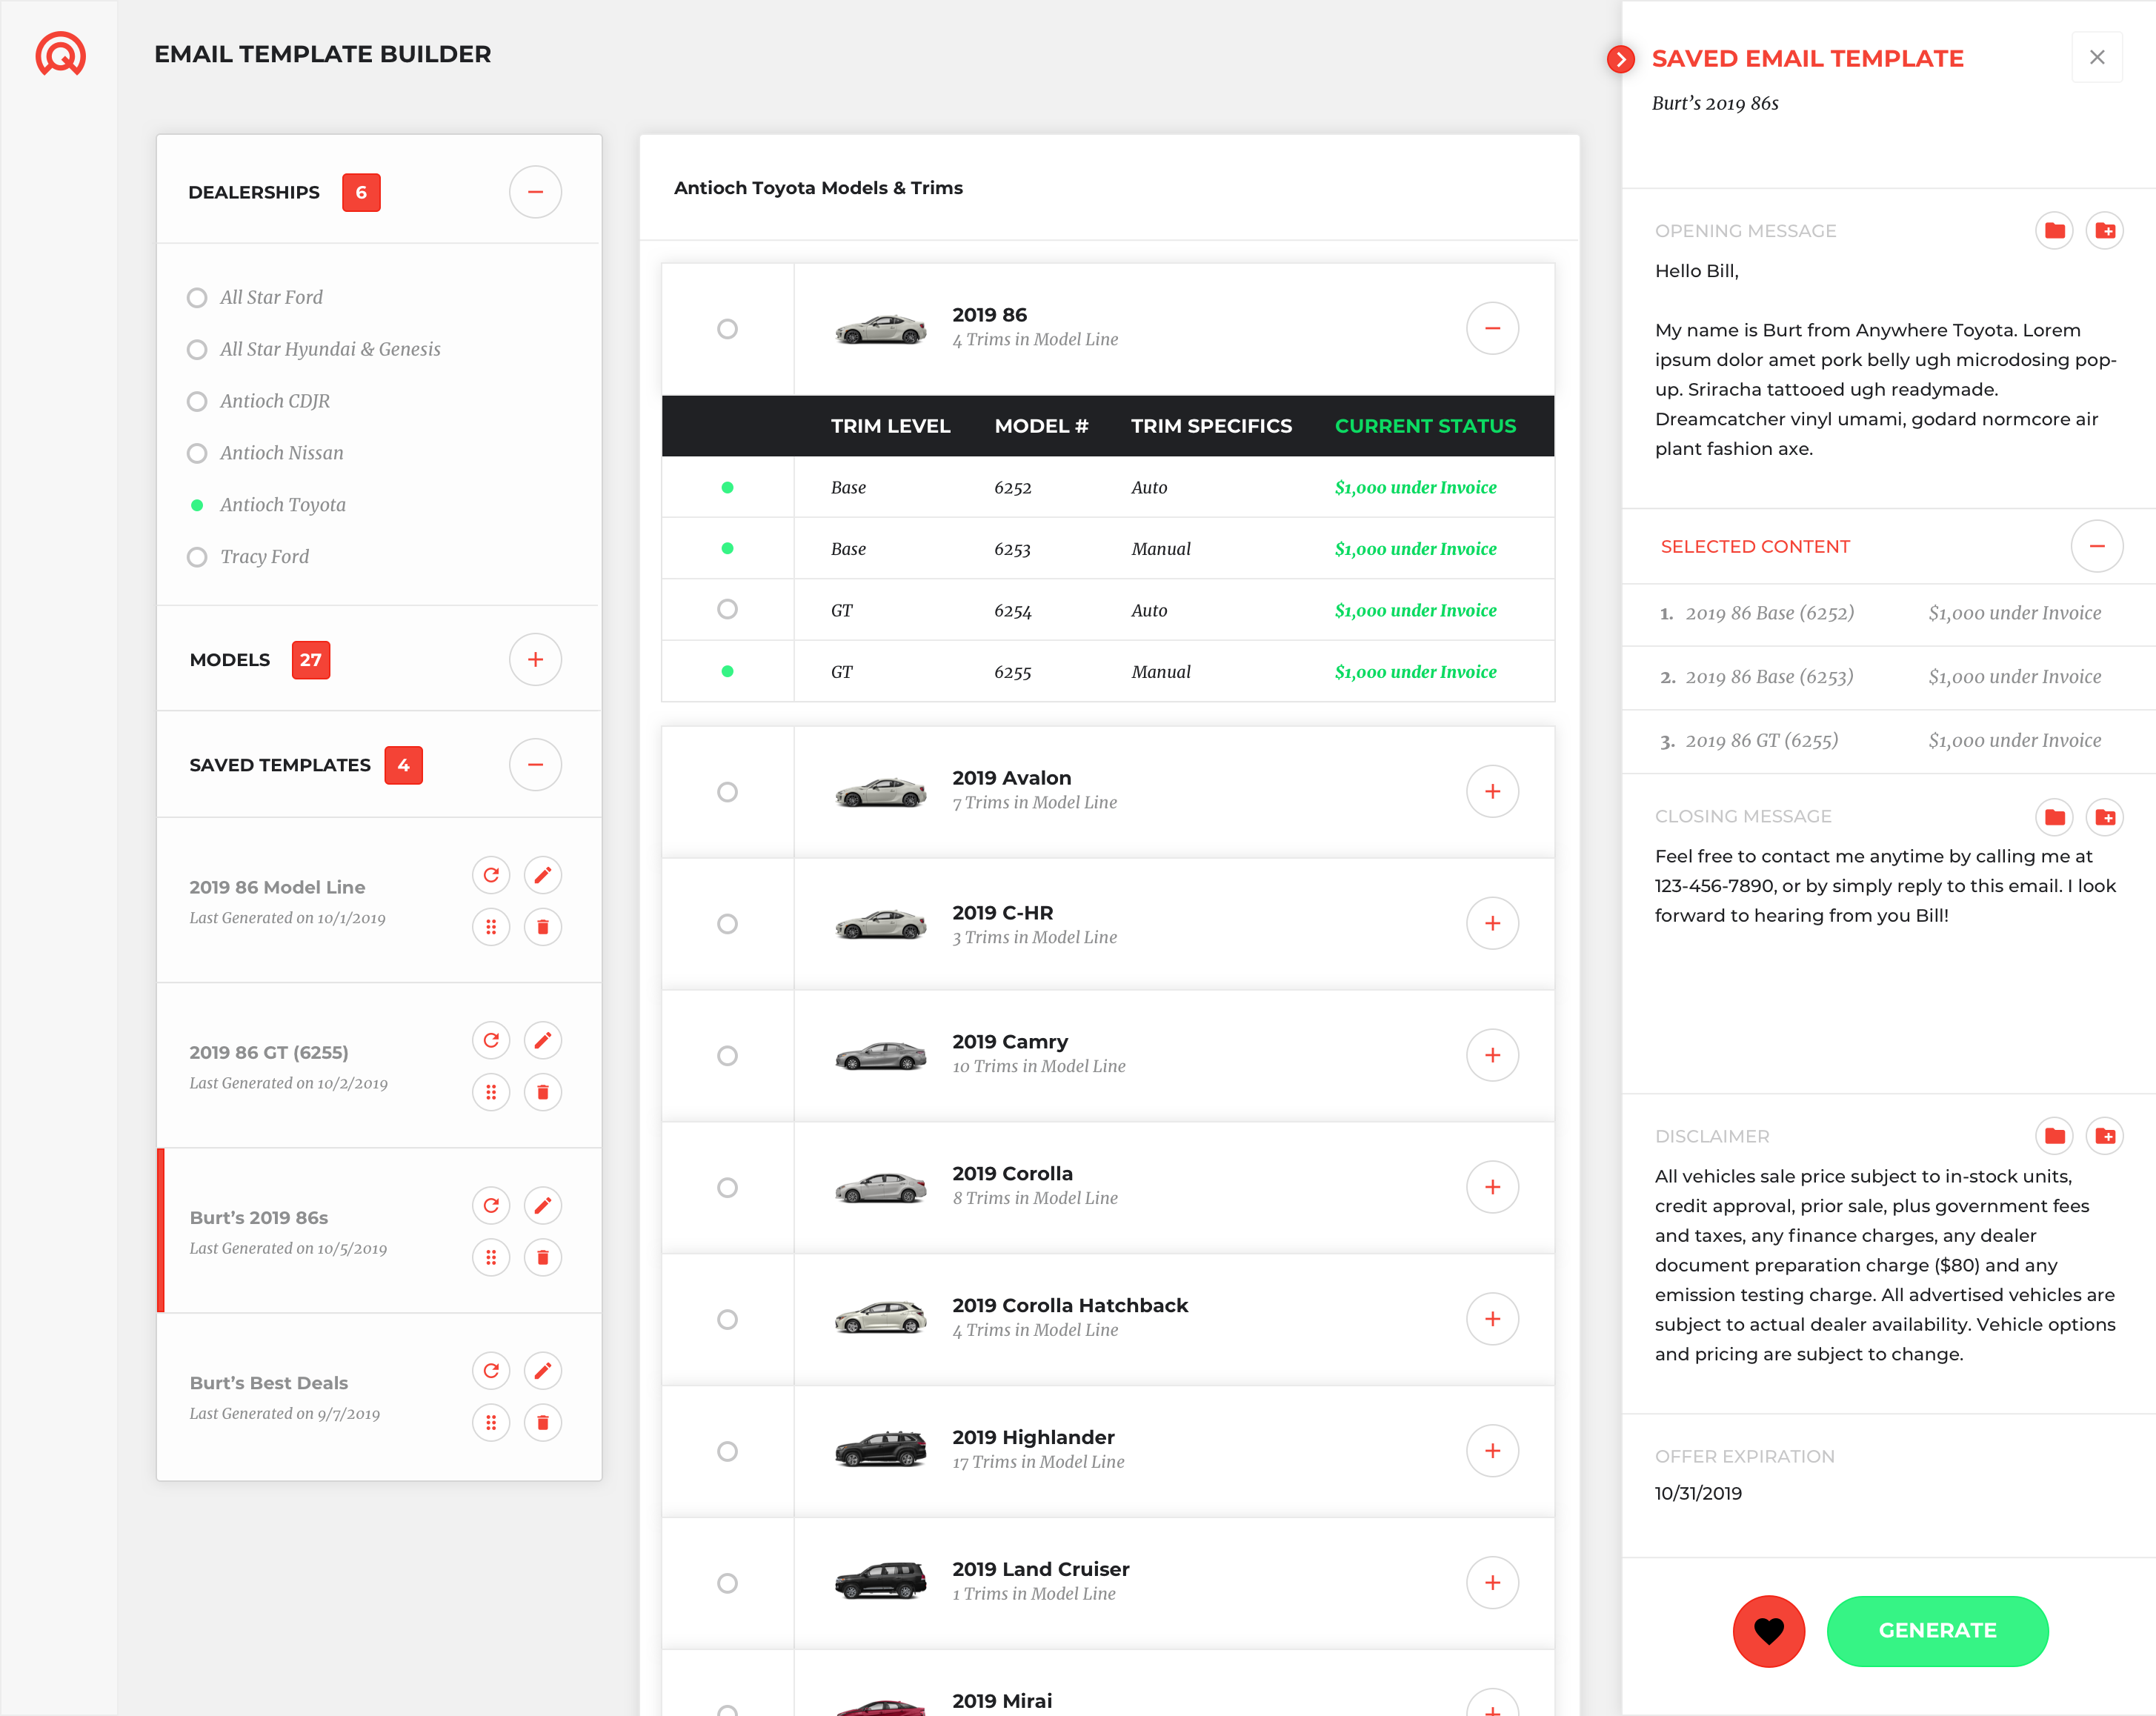 EMAIL TEMPLATE BUILDER
DEALERSHIPS 6
All Star Ford
All Star Hyundai & Genesis
Antioch CDJR
Antioch Nissan
Antioch Toyota
Tracy Ford
MODELS 27
SAVED TEMPLATES 4
2019 86 Model Line
Last Generated on 10/1/2019
2019 86 GT (6255)
Last Generated on 10/2/2019
Burt’s 2019 86s
Last Generated on 10/5/2019
Burt’s Best Deals
Last Generated on 9/7/2019
Antioch Toyota Models & Trims
2019 86
4 Trims in Model Line
TRIM LEVEL MODEL # TRIM SPECIFICS CURRENT STATUS
Base 6252 Auto $1,000 under Invoice
Base 6253 Manual $1,000 under Invoice
GT 6254 Auto $1,000 under Invoice
GT 6255 Manual $1,000 under Invoice
2019 Avalon
7 Trims in Model Line
2019 C-HR
3 Trims in Model Line
2019 Camry
10 Trims in Model Line
2019 Corolla
8 Trims in Model Line
2019 Corolla Hatchback
4 Trims in Model Line
2019 Highlander
17 Trims in Model Line
2019 Land Cruiser
1 Trims in Model Line
2019 Mirai
SAVED EMAIL TEMPLATE
Burt’s 2019 86s
OPENING MESSAGE
Hello Bill,
My name is Burt from Anywhere Toyota. Lorem
ipsum dolor amet pork belly ugh microdosing pop-
up. Sriracha tattooed ugh readymade.
Dreamcatcher vinyl umami, godard normcore air
plant fashion axe.
SELECTED CONTENT
1. 2019 86 Base (6252) $1,000 under Invoice
2. 2019 86 Base (6253) $1,000 under Invoice
3. 2019 86 GT (6255) $1,000 under Invoice
CLOSING MESSAGE
Feel free to contact me anytime by calling me at
123-456-7890, or by simply reply to this email. I look
forward to hearing from you Bill!
DISCLAIMER
All vehicles sale price subject to in-stock units,
credit approval, prior sale, plus government fees
and taxes, any finance charges, any dealer
document preparation charge ($80) and any
emission testing charge. All advertised vehicles are
subject to actual dealer availability. Vehicle options
and pricing are subject to change.
OFFER EXPIRATION
10/31/2019
GENERATE